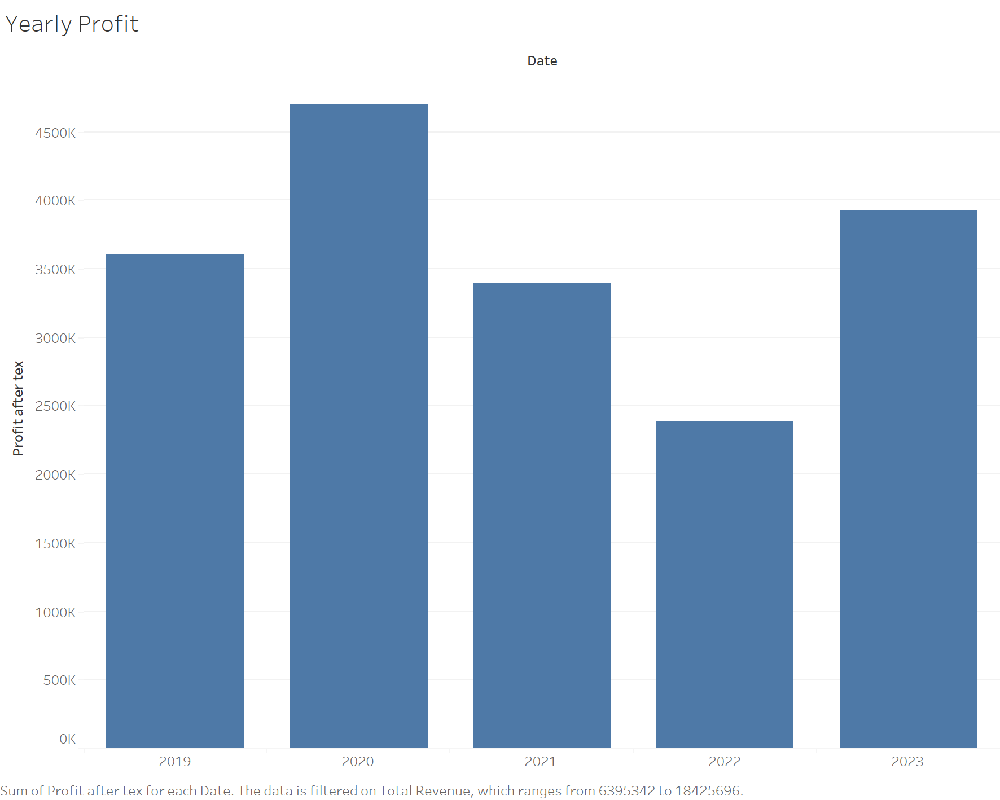 Yearly Profit
Date
4500K
4000K
3500K
3000K
2500K
2000K
1500K
1000K
500K
0K
Profit after tex
2019 2020 2021 2022 2023
Sum of Profit after tex for each Date. The data is filtered on Total Revenue, which ranges from 6395342 to 18425696.